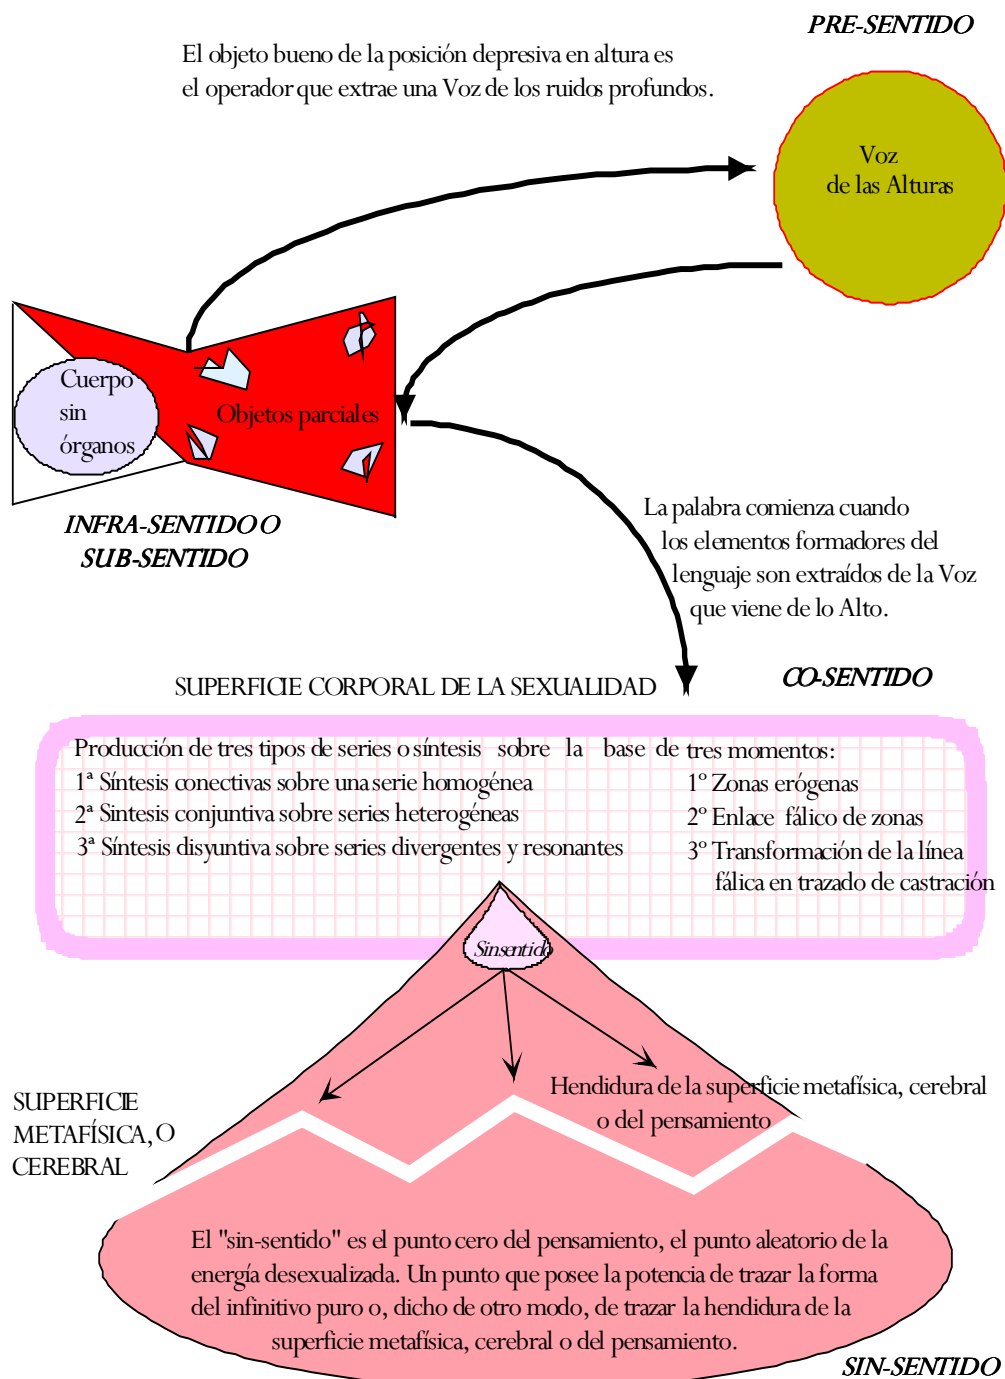 PRE-SENTIDO
El objeto bueno de la posición depresiva en altura es
el operador que extrae una Voz de los ruidos profundos.
Voz
de las Alturas
Cuerpo
sin
órganos
Objetos parciales
INFRA-SENTIDO O
SUB-SENTIDO
La palabra comienza cuando
los elementos formadores del
lenguaje son extraídos de la Voz
que viene de lo Alto.
CO-SENTIDO
SUPERFICIE CORPORAL DE LA SEXUALIDAD
Producción de tres tipos de series o síntesis sobre la base de tres momentos:
1ª Síntesis conectivas sobre una serie homogénea
2ª Sintesis conjuntiva sobre series heterogéneas
3ª Síntesis disyuntiva sobre series divergentes y resonantes
1º Zonas erógenas
2º Enlace fálico de zonas
3º Transformación de la línea
fálica en trazado de castración
Sinsentido
Hendidura de la superficie metafísica, cerebral
o del pensamiento
SUPERFICIE
METAFÍSICA, O
CEREBRAL
El "sin-sentido" es el punto cero del pensamiento, el punto aleatorio de la
energía desexualizada. Un punto que posee la potencia de trazar la forma
del infinitivo puro o, dicho de otro modo, de trazar la hendidura de la
superficie metafísica, cerebral o del pensamiento.
SIN-SENTIDO